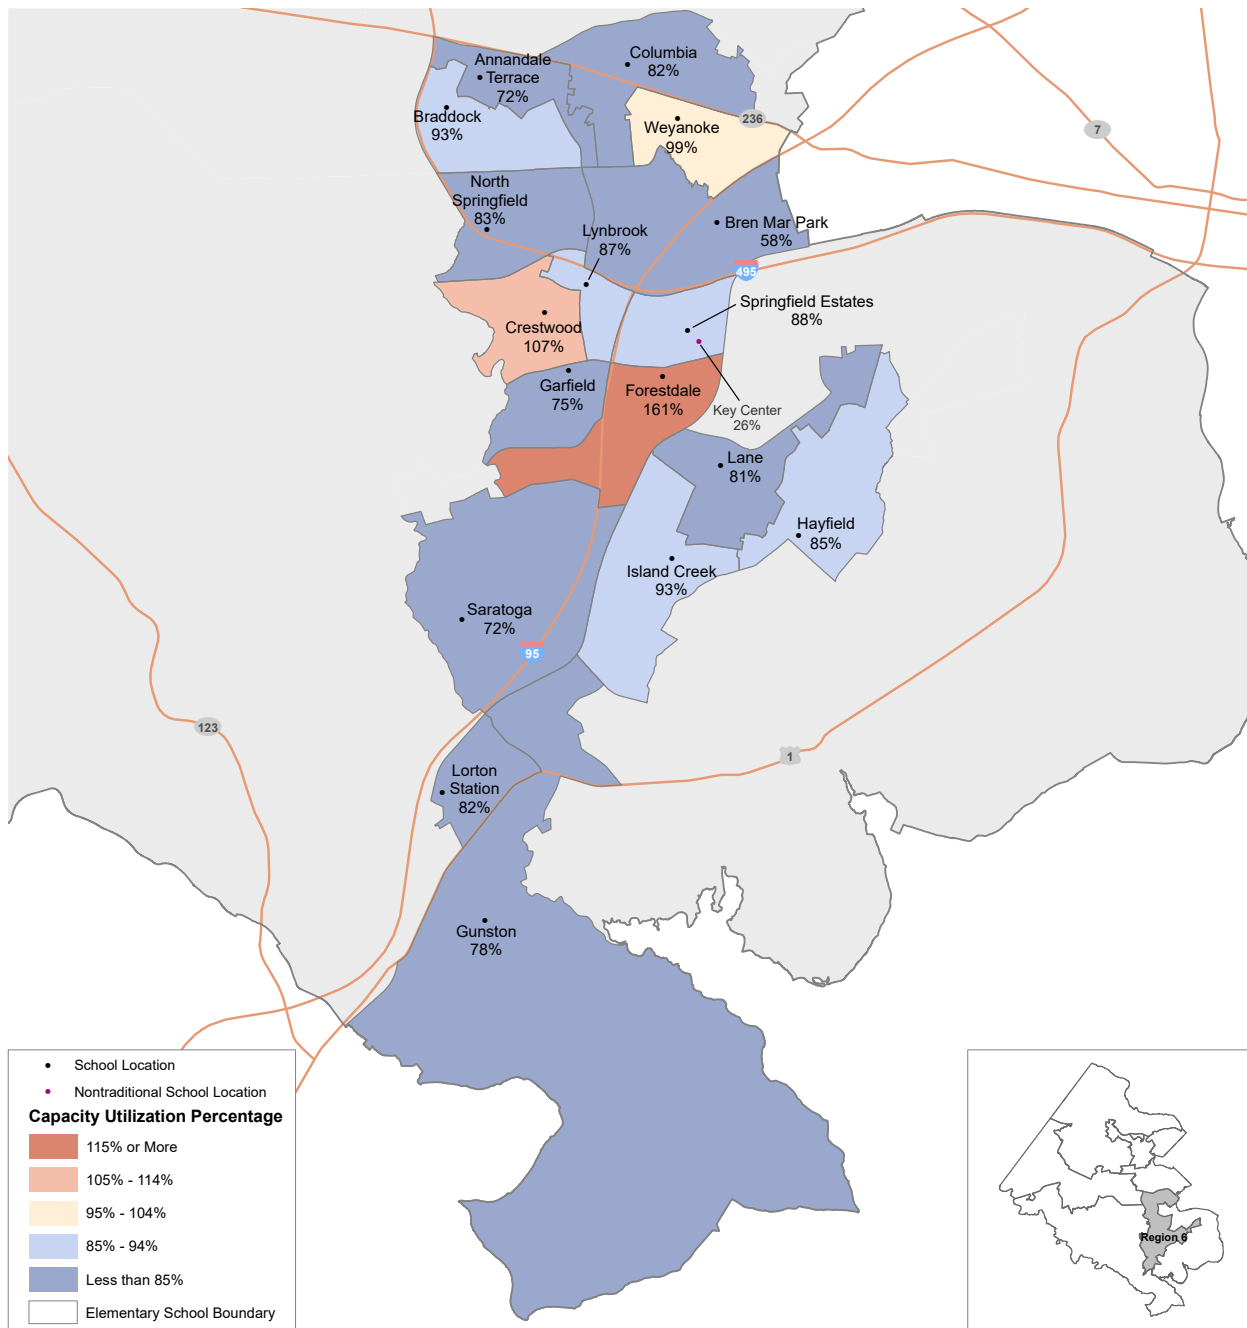 Columbia
82%
Annandale
Terrace
72%
Braddock
93%
Weyanoke
99%
236
7
North
Springfield
83%
Lynbrook
87%
Bren Mar Park
58%
495
Springfield Estates
88%
Crestwood
107%
Garfield
75%
Forestdale
161%
Key Center
26%
Lane
81%
Hayfield
85%
Island Creek
93%
Saratoga
72%
95
123
1
Lorton
Station
82%
Gunston
78%
School Location
Nontraditional School Location
Capacity Utilization Percentage
115% or More
105% - 114%
95% - 104%
85% - 94%
Less than 85%
Elementary School Boundary
Region 6